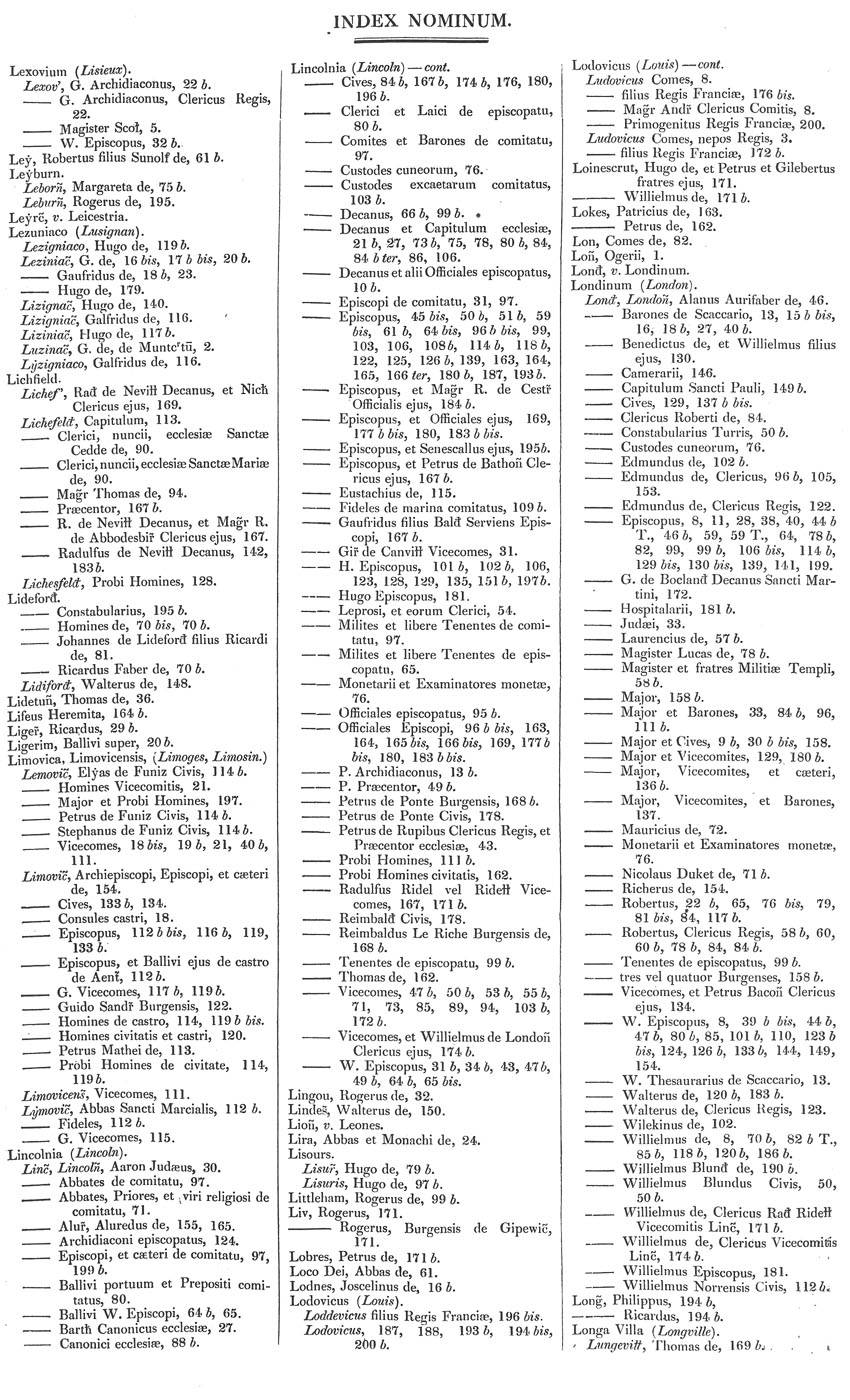 INDEX NOMINUM.
Lexovium (Lisieux).
Lexov', G. Archidiaconus, 22 b.
—— G. Archidiaconus, Clericus Regis,
22.
—— Magister Scoł, 5.
—— W. Episcopus, 32 b.
Leẏ, Robertus filius Sunolf de, 61 b.
Leẏburn.
Leborñ, Margareta de, 75 b.
Leburñ, Rogerus de, 195.
Leẏrc̃, v. Leicestria.
Lezuniaco (Lusignan).
Lezigniaco, Hugo de, 119 b.
Leziniac̃, G. de, 16 bis, 17 b bis, 20 b.
—— Gaufridus de, 18 b, 23.
—— Hugo de, 179.
Lizignac̃, Hugo de, 140.
Lizigniac̃, Galfridus de, 116.
Liziniac̃, Hugo de, 117 b.
Luzinac̃, G. de, de Muntcʳtũ, 2.
Lẏzigniaco, Galfridus de, 116.
Lichfield.
Lichef', Rad̵ de Nevilł Decanus, et Nicħ
Clericus ejus, 169.
Lichefeld̵, Capitulum, 113.
—— Clerici, nuncii, ecclesiæ Sanctæ
Cedde de, 90.
—— Clerici, nuncii, ecclesiæ Sanctæ Mariæ
de, 90.
—— Mag̃r Thomas de, 94.
—— Præcentor, 167 b.
—— R. de Nevilł Decanus, et Mag̃r R.
de Abbodesbir̃ Clericus ejus, 167.
—— Radulfus de Nevilł Decanus, 142,
183 b.
Lichesfeld̵, Probi Homines, 128.
Lideford̵.
—— Constabularius, 195 b.
—— Homines de, 70 bis, 70 b.
—— Johannes de Lideford̵ filius Ricardi
de, 81.
—— Ricardus Faber de, 70 b.
Lidiford̵, Walterus de, 148.
Lidetuñ, Thomas de, 36.
Lifeus Heremita, 164 b.
Liger̃, Ricardus, 29 b.
Ligerim, Ballivi super, 20 b.
Limovica, Limovicensis, (Limoges, Limosin.)
Lemovic̃, Elẏas de Funiz Civis, 114 b.
—— Homines Vicecomitis, 21.
—— Major et Probi Homines, 197.
—— Petrus de Funiz Civis, 114 b.
—— Stephanus de Funiz Civis, 114 b.
—— Vicecomes, 18 bis, 19 b, 21, 40 b,
111.
Limovic̃, Archiepiscopi, Episcopi, et cæteri
de, 154.
—— Cives, 133 b, 134.
—— Consules castri, 18.
—— Episcopus, 112 b bis, 116 b, 119,
133 b.
—— Episcopus, et Ballivi ejus de castro
de Aent̃, 112 b.
—— G. Vicecomes, 117 b, 119 b.
—— Guido Sandr̃ Burgensis, 122.
—— Homines de castro, 114, 119 b bis.
—— Homines civitatis et castri, 120.
—— Petrus Mathei de, 113.
—— Probi Homines de civitate, 114,
119 b.
Limovicens̃, Vicecomes, 111.
Lẏmovic̃, Abbas Sancti Marcialis, 112 b.
—— Fideles, 112 b.
—— G. Vicecomes, 115.
Lincolnia (Lincoln).
Linc̃, Lincolñ, Aaron Judæus, 30.
—— Abbates de comitatu, 97.
—— Abbates, Priores, et viri religiosi de
comitatu, 71.
—— Alur̃, Aluredus de, 155, 165.
—— Archidiaconi episcopatus, 124.
—— Episcopi, et cæteri de comitatu, 97,
199 b.
—— Ballivi portuum et Prepositi comi-
tatus, 80.
—— Ballivi W. Episcopi, 64 b, 65.
—— Bartħ Canonicus ecclesiæ, 27.
—— Canonici ecclesiæ, 88 b.
Lincolnia (Lincoln)—cont.
—— Cives, 84 b, 167 b, 174 b, 176, 180,
196 b.
—— Clerici et Laici de episcopatu,
80 b.
—— Comites et Barones de comitatu,
97.
—— Custodes cuneorum, 76.
—— Custodes excaetarum comitatus,
103 b.
—— Decanus, 66 b, 99 b.
—— Decanus et Capitulum ecclesiæ,
21 b, 27, 73 b, 75, 78, 80 b, 84,
84 b ter, 86, 106.
—— Decanus et alii Officiales episcopatus,
10 b.
—— Episcopi de comitatu, 31, 97.
—— Episcopus, 45 bis, 50 b, 51 b, 59
bis, 61 b, 64 bis, 96 b bis, 99,
103, 106, 108 b, 114 b, 118 b,
122, 125, 126 b, 139, 163, 164,
165, 166 ter, 180 b, 187, 193 b.
—— Episcopus, et Mag̃r R. de Cestr̃
Officialis ejus, 184 b.
—— Episcopus, et Officiales ejus, 169,
177 b bis, 180, 183 b bis.
—— Episcopus, et Senescallus ejus, 195 b.
—— Episcopus, et Petrus de Bathoñ Cle-
ricus ejus, 167 b.
—— Eustachius de, 115.
—— Fideles de marina comitatus, 109 b.
—— Gaufridus filius Bald̵ Serviens Epis-
copi, 167 b.
—— Gir̃ de Canvilł Vicecomes, 31.
—— H. Episcopus, 101 b, 102 b, 106,
123, 128, 129, 135, 151 b, 197 b.
—— Hugo Episcopus, 181.
—— Leprosi, et eorum Clerici, 54.
—— Milites et libere Tenentes de comi-
tatu, 97.
—— Milites et libere Tenentes de epis-
copatu, 65.
—— Monetarii et Examinatores monetæ,
76.
—— Officiales episcopatus, 95 b.
—— Officiales Episcopi, 96 b bis, 163,
164, 165 bis, 166 bis, 169, 177 b
bis, 180, 183 b bis.
—— P. Archidiaconus, 13 b.
—— P. Præcentor, 49 b.
—— Petrus de Ponte Burgensis, 168 b.
—— Petrus de Ponte Civis, 178.
—— Petrus de Rupibus Clericus Regis, et
Præcentor ecclesiæ, 43.
—— Probi Homines, 111 b.
—— Probi Homines civitatis, 162.
—— Radulfus Ridel vel Ridelł Vice-
comes, 167, 171 b.
—— Reimbald̵ Civis, 178.
—— Reimbaldus Le Riche Burgensis de,
168 b.
—— Tenentes de episcopatu, 99 b.
—— Thomas de, 162.
—— Vicecomes, 47 b, 50 b, 53 b, 55 b,
71, 73, 85, 89, 94, 103 b,
172 b.
—— Vicecomes, et Willielmus de Londoñ
Clericus ejus, 174 b.
—— W. Episcopus, 31 b, 34 b, 43, 47 b,
49 b, 64 b, 65 bis.
Lingou, Rogerus de, 32.
Lindes̃, Walterus de, 150.
Lioñ, v. Leones.
Lira, Abbas et Monachi de, 24.
Lisours.
Lisur̃, Hugo de, 79 b.
Lisuris, Hugo de, 97 b.
Littleham, Rogerus de, 99 b.
Liv, Rogerus, 171.
—— Rogerus, Burgensis de Gipewic̃,
171.
Lobres, Petrus de, 171 b.
Loco Dei, Abbas de, 61.
Lodnes, Joscelinus de, 16 b.
Lodovicus (Louis).
Loddevicus filius Regis Franciæ, 196 bis.
Lodovicus, 187, 188, 193 b, 194 bis,
200 b.
Lodovicus (Louis)—cont.
Ludovicus Comes, 8.
—— filius Regis Franciæ, 176 bis.
—— Mag̃r Andr̃ Clericus Comitis, 8.
—— Primogenitus Regis Franciæ, 200.
Ludovicus Comes, nepos Regis, 3.
—— filius Regis Franciæ, 172 b.
Loinescrut, Hugo de, et Petrus et Gilebertus
fratres ejus, 171.
—— Willielmus de, 171 b.
Lokes, Patricius de, 163.
—— Petrus de, 162.
Lon, Comes de, 82.
Loñ, Ogerii, 1.
Lond̵, v. Londinum.
Londinum (London).
Lond̵, Londoñ, Alanus Aurifaber de, 46.
—— Barones de Scaccario, 13, 15 b bis,
16, 18 b, 27, 40 b.
—— Benedictus de, et Willielmus filius
ejus, 130.
—— Camerarii, 146.
—— Capitulum Sancti Pauli, 149 b.
—— Cives, 129, 137 b bis.
—— Clericus Roberti de, 84.
—— Constabularius Turris, 50 b.
—— Custodes cuneorum, 76.
—— Edmundus de, 102 b.
—— Edmundus de, Clericus, 96 b, 105,
153.
—— Edmundus de, Clericus Regis, 122.
—— Episcopus, 8, 11, 28, 38, 40, 44 b
T., 46 b, 59, 59 T., 64, 78 b,
82, 99, 99 b, 106 bis, 114 b,
129 bis, 130 bis, 139, 141, 199.
—— G. de Bocland̵ Decanus Sancti Mar-
tini, 172.
—— Hospitalarii, 181 b.
—— Judæi, 33.
—— Laurencius de, 57 b.
—— Magister Lucas de, 78 b.
—— Magister et fratres Militiæ Templi,
58 b.
—— Major, 158 b.
—— Major et Barones, 33, 84 b, 96,
111 b.
—— Major et Cives, 9 b, 30 b bis, 158.
—— Major et Vicecomites, 129, 180 b.
—— Major, Vicecomites, et cæteri,
136 b.
—— Major, Vicecomites, et Barones,
137.
—— Mauricius de, 72.
—— Monetarii et Examinatores monetæ,
76.
—— Nicolaus Duket de, 71 b.
—— Richerus de, 154.
—— Robertus, 22 b, 65, 76 bis, 79,
81 bis, 84, 117 b.
—— Robertus, Clericus Regis, 58 b, 60,
60 b, 78 b, 84, 84 b.
—— Tenentes de episcopatus, 99 b.
—— tres vel quatuor Burgenses, 158 b.
—— Vicecomes, et Petrus Bacoñ Clericus
ejus, 134.
—— W. Episcopus, 8, 39 b bis, 44 b,
47 b, 80 b, 85, 101 b, 110, 123 b
bis, 124, 126 b, 133 b, 144, 149,
154.
—— W. Thesaurarius de Scaccario, 13.
—— Walterus de, 120 b, 183 b.
—— Walterus de, Clericus Regis, 123.
—— Wilekinus de, 102.
—— Willielmus de, 8, 70 b, 82 b T.,
85 b, 118 b, 120 b, 186 b.
—— Willielmus Blund̵ de, 190 b.
—— Willielmus Blundus Civis, 50,
50 b.
—— Willielmus de, Clericus Rad̵ Ridelł
Vicecomitis Linc̃, 171 b.
—— Willielmus de, Clericus Vicecomitis
Linc̃, 174 b.
—— Willielmus Episcopus, 181.
—— Willielmus Norrensis Civis, 112 b.
Long̃, Philippus, 194 b,
—— Ricardus, 194 b.
Longa Villa (Longville).
Lungevilł, Thomas de, 169 b.